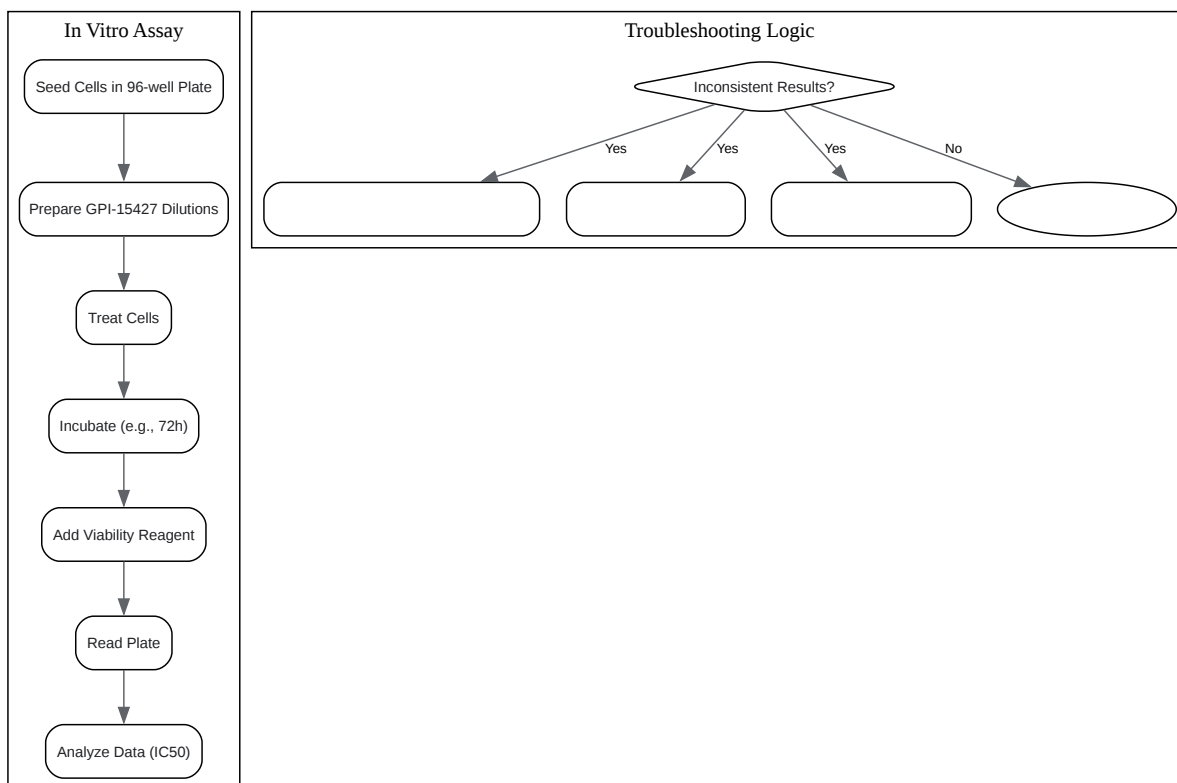 In Vitro Assay
Seed Cells in 96-well Plate
Prepare GPI-15427 Dilutions
Treat Cells
Incubate (e.g., 72h)
Add Viability Reagent
Read Plate
Analyze Data (IC50)
Troubleshooting Logic
Inconsistent Results?
Yes
Yes
Yes
No